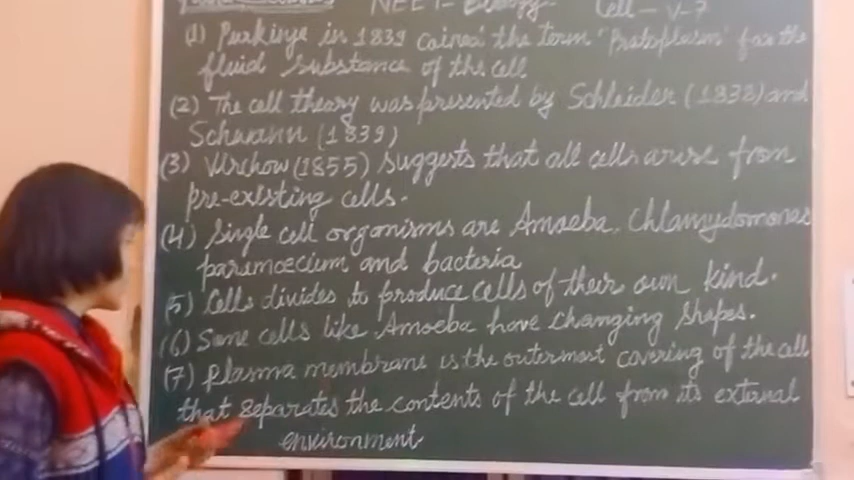 NEET- Biology- Cell - V-?
(1) Purkinje in 1839 coined the term "Protoplasm" for the
fluid substance of the cell
(2) The cell theory was presented by Schleiden (1838) and
Schwann (1839)
(3) Virchow (1855) suggests that all cells arise from
pre-existing cells.
(4) Single cell organisms are Amoeba, Chlamydomonas
paramoecium and bacteria
(5) Cells divides to produce cells of their own kind.
(6) Some cells like Amoeba have changing shapes.
(7) Plasma membrane is the outermost covering of the cell
that separates the contents of the cell from its external
environment